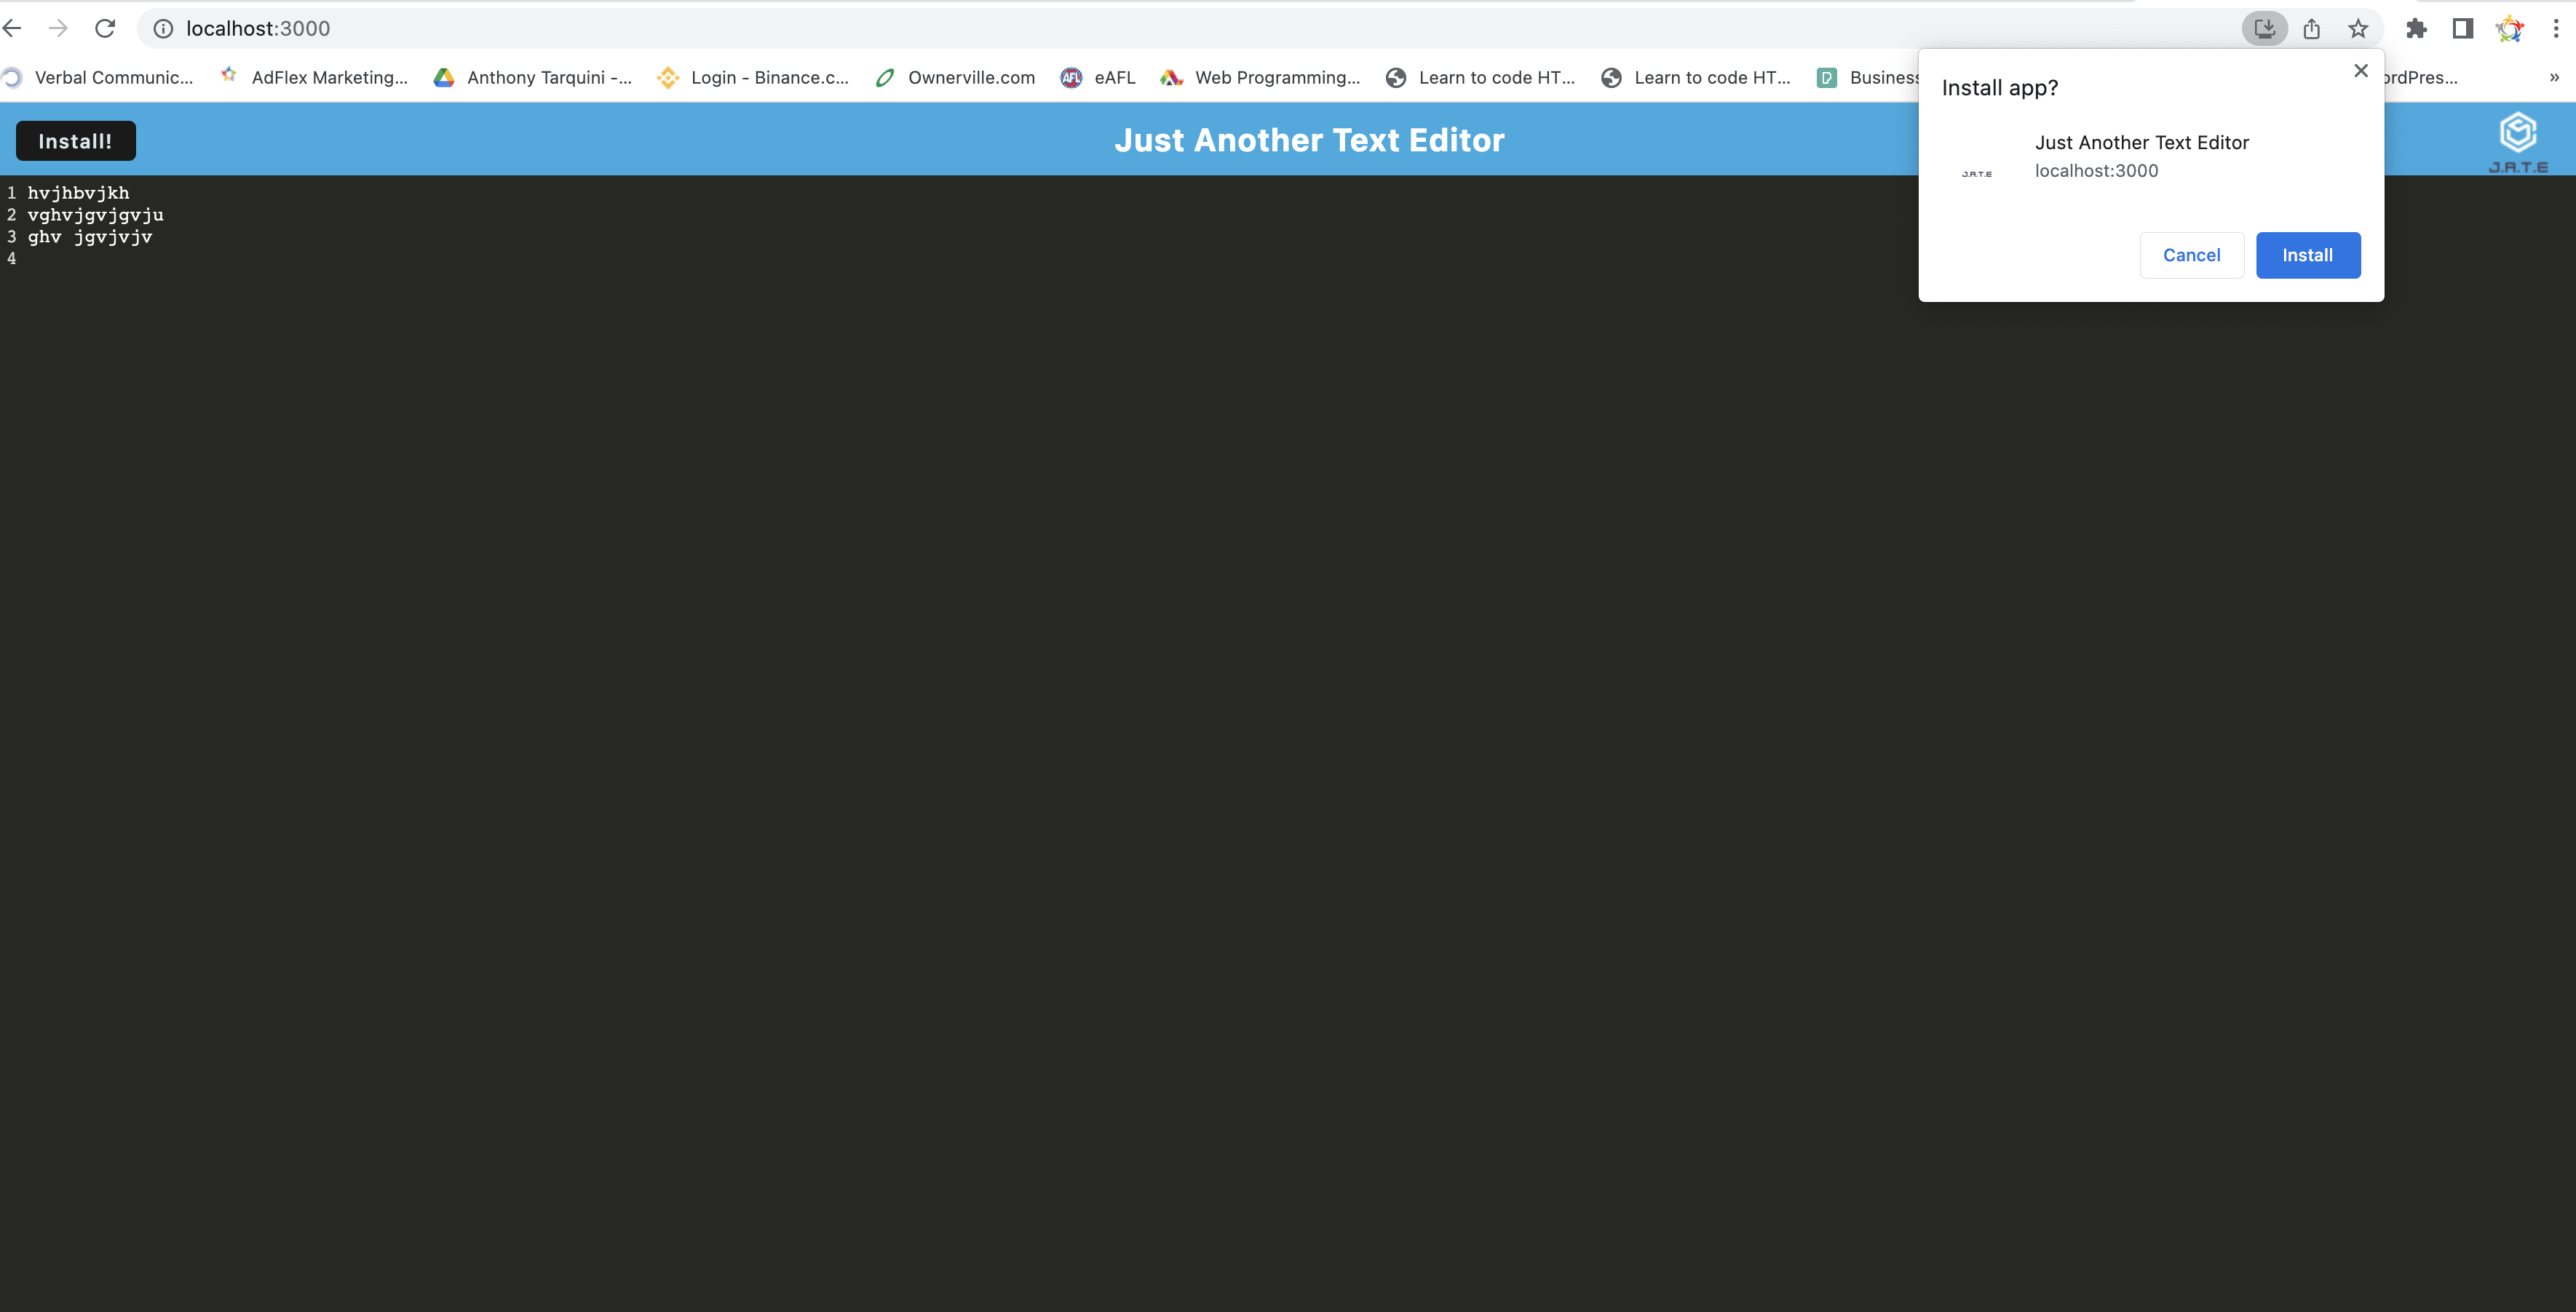 localhost:3000
Verbal Communic... AdFlex Marketing... Anthony Tarquini -... Login - Binance.c... Ownerville.com AFL eAFL Web Programming... Learn to code HT... Learn to code HT... Business ordPres... »
Install app?
Just Another Text Editor
localhost:3000
J.A.T.E
Cancel Install
Install! Just Another Text Editor J.A.T.E
1 hvjhbvjkh
2 vghvjgvjgvju
3 ghv jgvjvjv
4